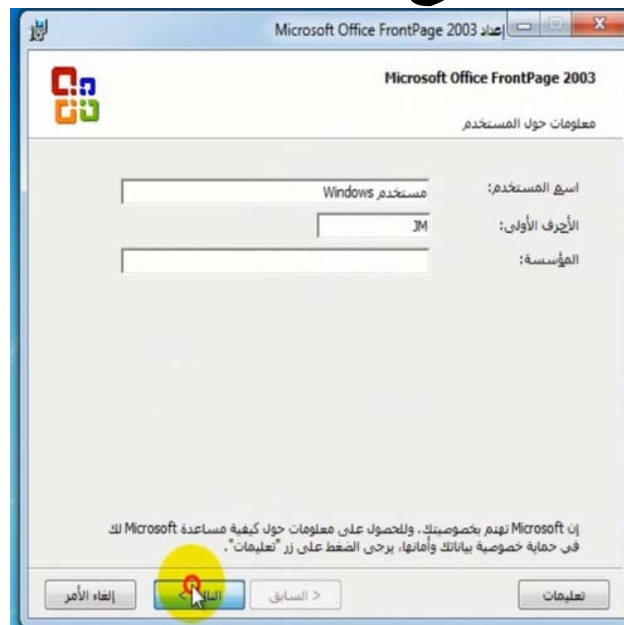 إعداد Microsoft Office FrontPage 2003
Microsoft Office FrontPage 2003
معلومات حول المستخدم
اسم المستخدم:
مستخدم Windows
الأحرف الأولى:
JM
المؤسسة:
إن Microsoft تهتم بخصوصيتك. وللحصول على معلومات حول كيفية مساعدة Microsoft لك
في حماية خصوصية بياناتك وأمانها، يرجى الضغط على زر "تعليمات".
تعليمات
< السابق
التالي >
إلغاء الأمر